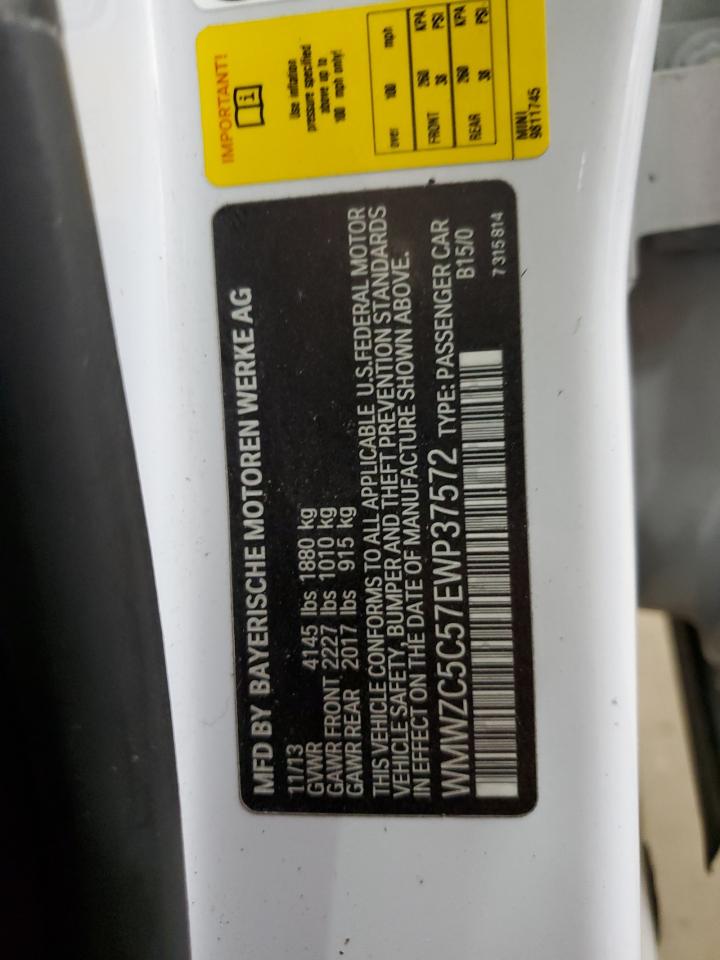 IMPORTANT!
Use inflation
pressure specified
above up to
100 mph only!
over 100 mph
KPA
PSI
FRONT 260
38
KPA
PSI
REAR 260
38
MINI
9811745
MFD BY BAYERISCHE MOTOREN WERKE AG
11/13
GVWR 4145 lbs 1880 kg
GAWR FRONT 2227 lbs 1010 kg
GAWR REAR 2017 lbs 915 kg
THIS VEHICLE CONFORMS TO ALL APPLICABLE U.S.FEDERAL MOTOR
VEHICLE SAFETY, BUMPER AND THEFT PREVENTION STANDARDS
IN EFFECT ON THE DATE OF MANUFACTURE SHOWN ABOVE.
WMWZC5C57EWP37572 TYPE: PASSENGER CAR
B15/0
7 315 814